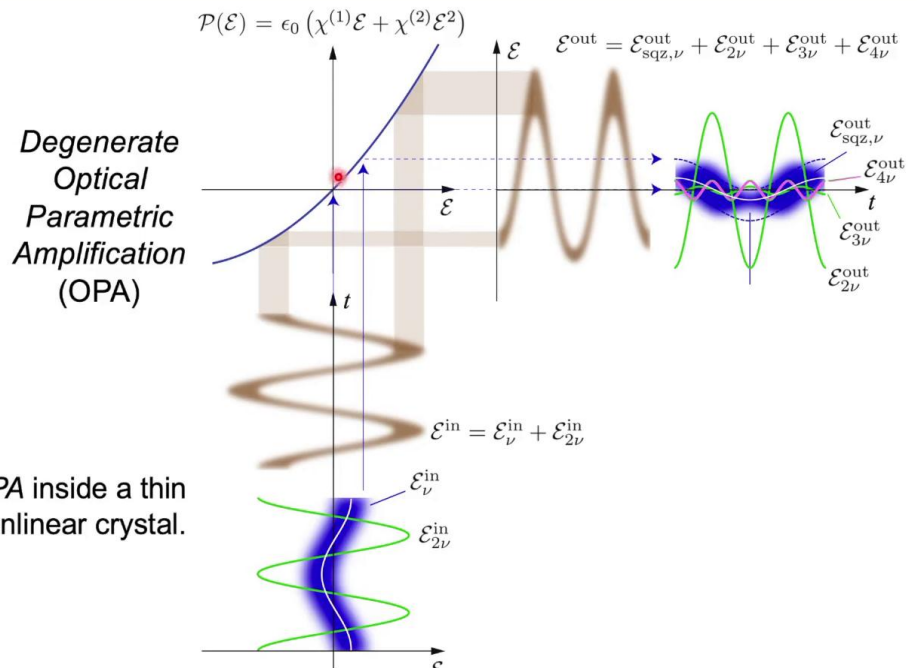 𝒫(ℰ) = ϵ₀ (χ⁽¹⁾ℰ + χ⁽²⁾ℰ²)
ℰ
ℰ^out = ℰ^out_sqz,ν + ℰ^out_2ν + ℰ^out_3ν + ℰ^out_4ν
Degenerate
Optical
Parametric
Amplification
(OPA)
ℰ
ℰ^out_sqz,ν
ℰ^out_4ν
t
ℰ^out_3ν
ℰ^out_2ν
t
ℰ^in = ℰ^in_ν + ℰ^in_2ν
PA inside a thin
nlinear crystal.
ℰ^in_ν
ℰ^in_2ν